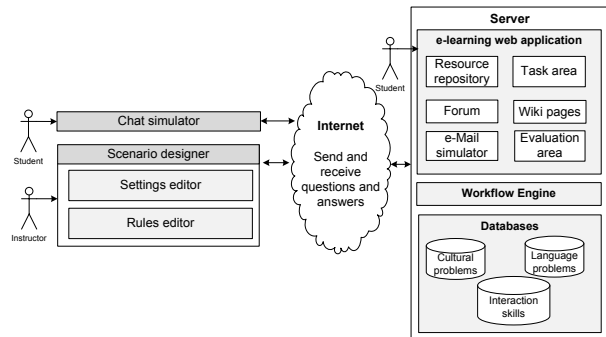 Student
Chat simulator
Scenario designer
Settings editor
Rules editor
Instructor
Internet
Send and
receive
questions and
answers
Student
Server
e-learning web application
Resource
repository
Task area
Forum
Wiki pages
e-Mail
simulator
Evaluation
area
Workflow Engine
Databases
Cultural
problems
Language
problems
Interaction
skills